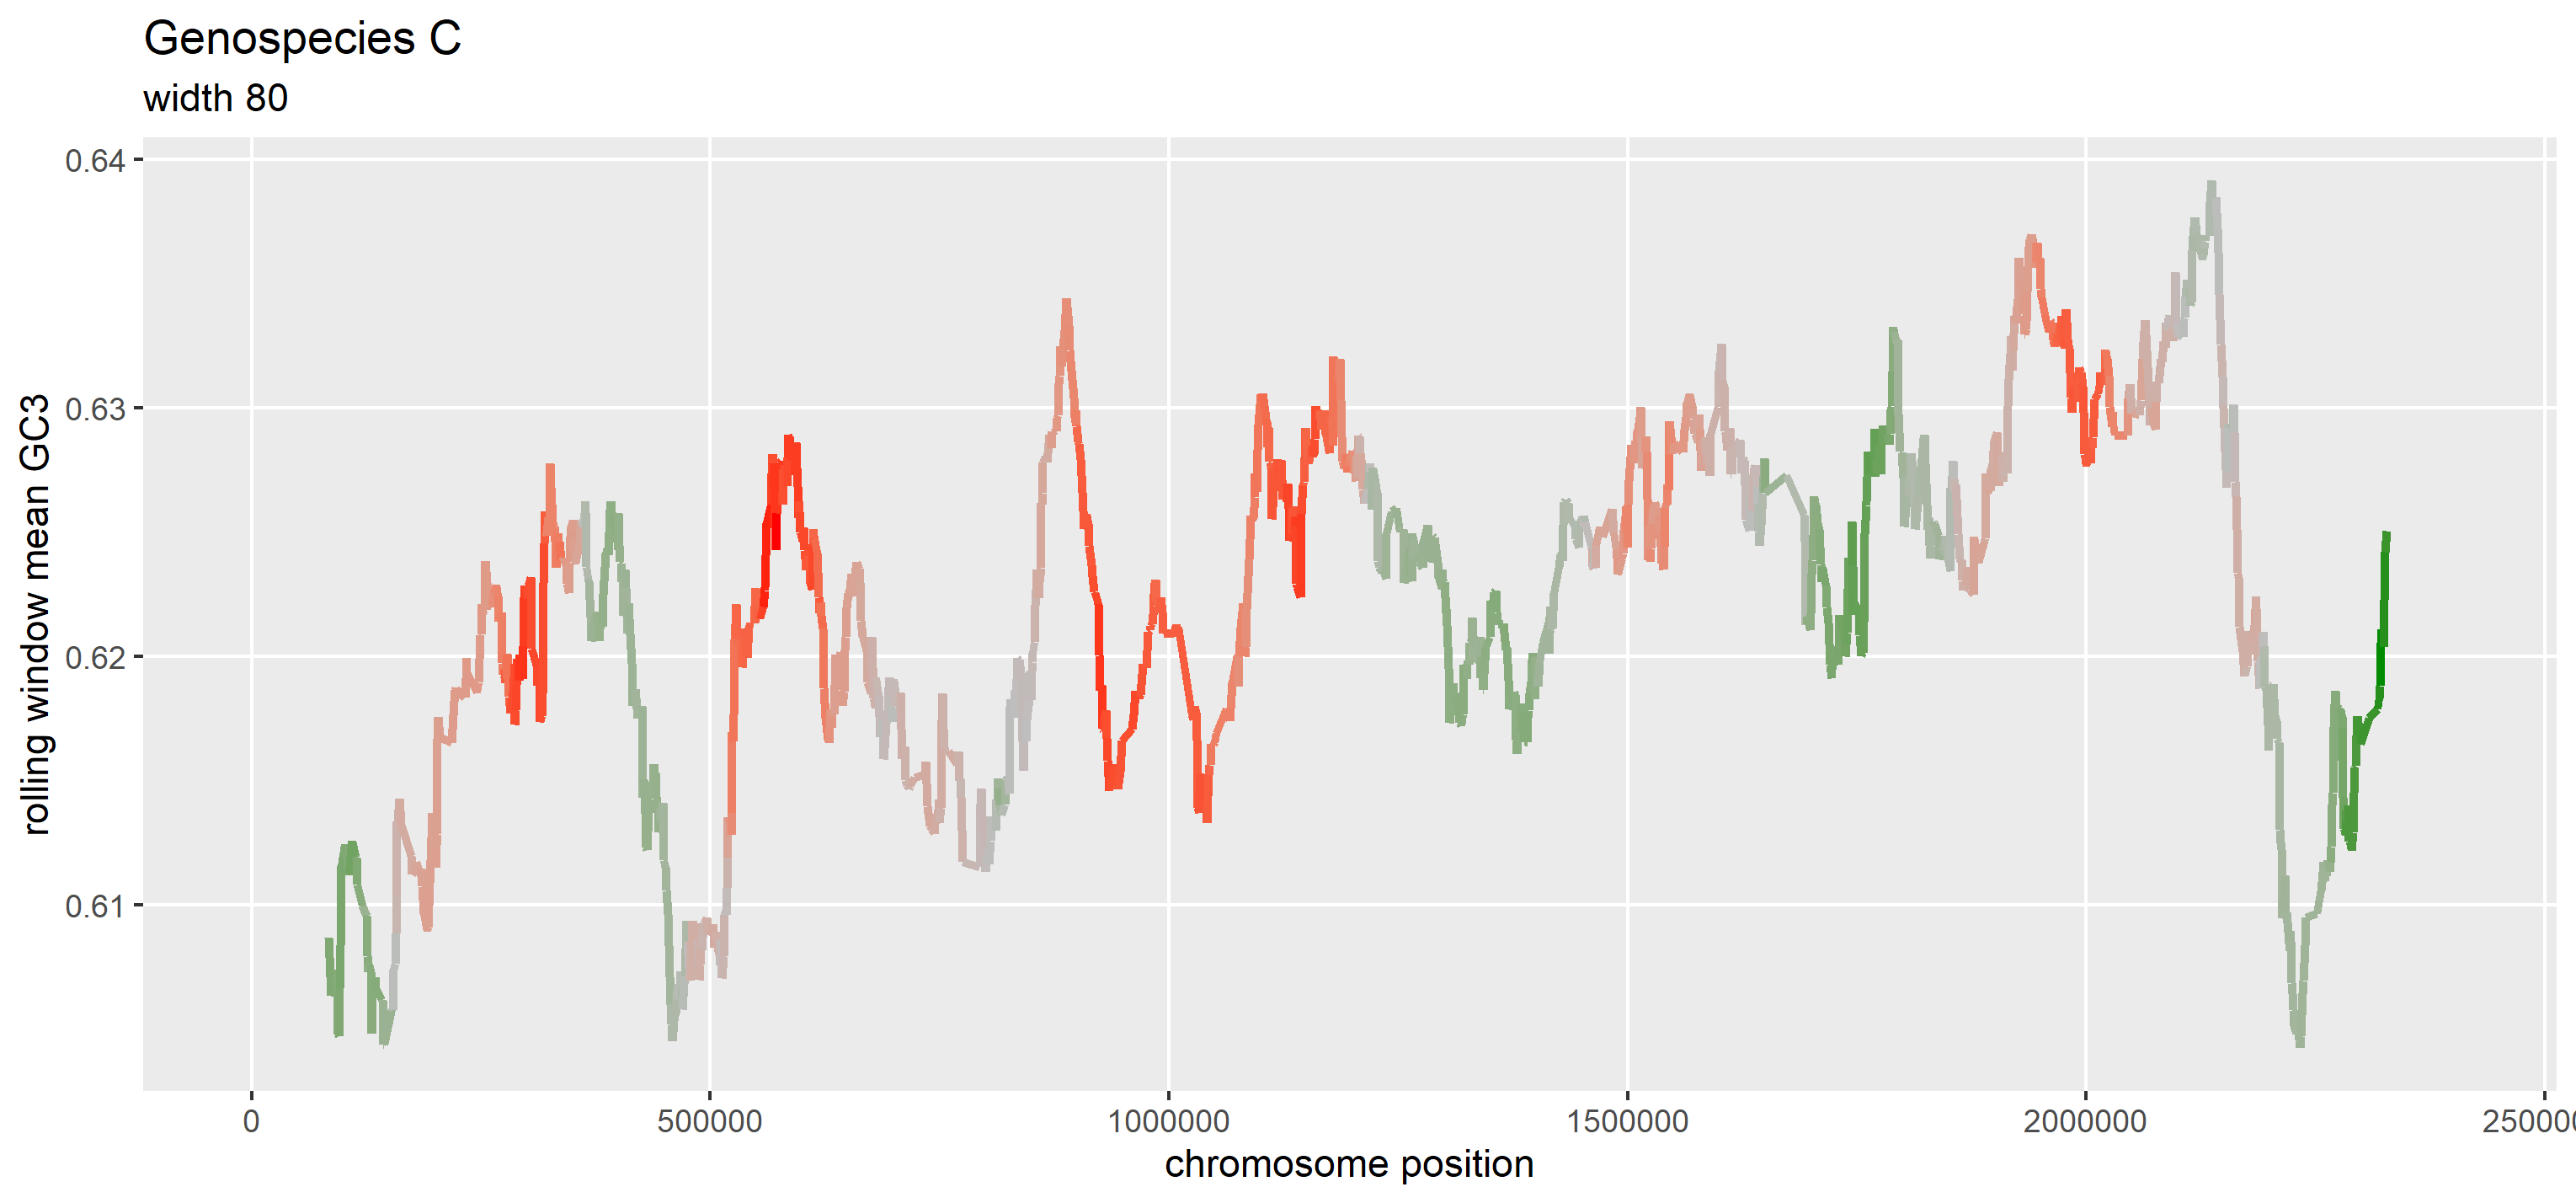 Genospecies C
width 80
0.64
0.63
0.62
0.61
rolling window mean GC3
0 500000 1000000 1500000 2000000 250000
chromosome position